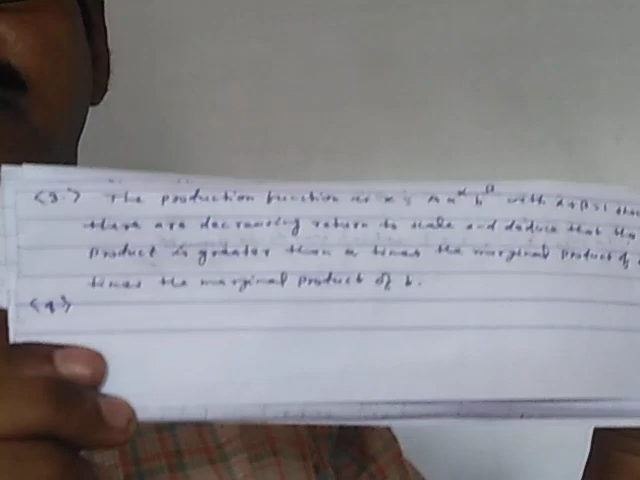 (3.) The production function is x = A a^α b^β with α+β>1 show
there are decreasing return to scale and deduce that the
Product is greater than a times the marginal product of
times the marginal product of b.
(4)